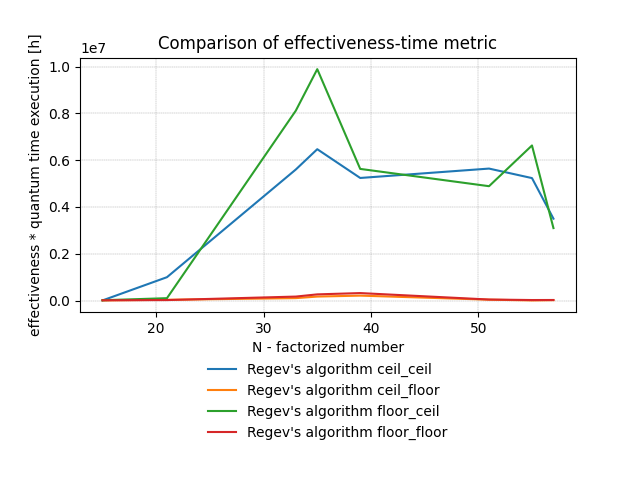 Comparison of effectiveness-time metric
1e7
effectiveness * quantum time execution [h]
1.0
0.8
0.6
0.4
0.2
0.0
20 30 40 50
N - factorized number
Regev's algorithm ceil_ceil
Regev's algorithm ceil_floor
Regev's algorithm floor_ceil
Regev's algorithm floor_floor